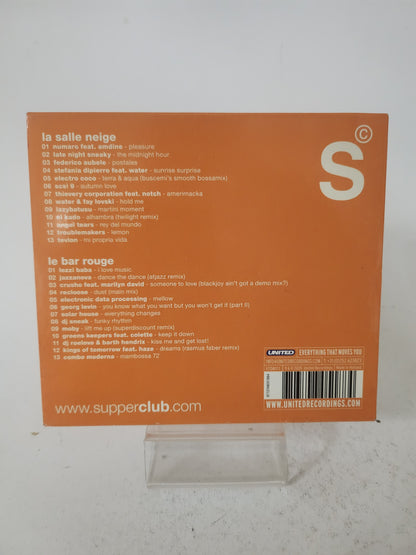 la salle neige
01 numaro feat. emdine - pleasure
02 late night sneaky - the midnight hour
03 federico aubele - postales
04 stefania dipierro feat. water - sunrise surprisa
05 electro coco - terra & aqua (buscemi's smooth bossamix)
06 scsi 9 - autumn love
07 thievery corporation feat. notch - amerimacka
08 water & fay lovski - hold me
09 lazybatusu - martini moment
10 el kado - alhambra (twilight remix)
11 angel tears - rey del mundo
12 troublemakers - lemon
13 tevlon - mi propria vida
le bar rouge
01 lezzi baba - i love music
02 jazzanova - dance the dance (atjazz remix)
03 crusho feat. marilyn david - someone to love (blackjoy ain't got a demo mix?)
04 recloose - dust (main mix)
05 electronic data processing - mellow
06 georg levin - you know what you want but you won't get it (part II)
07 solar house - everything changes
08 dj sneak - funky rhythm
09 moby - lift me up (superdiscount remix)
10 greens keepers feat. colette - keep it down
11 dj roelove & barth hendrix - kiss me and get lost!
12 kings of tomorrow feat. haze - dreams (rasmus faber remix)
13 combo moderna - mambossa 72
S
©
UNITED EVERYTHING THAT MOVES YOU
WWW.UNITEDRECORDINGS.COM
www.supperclub.com